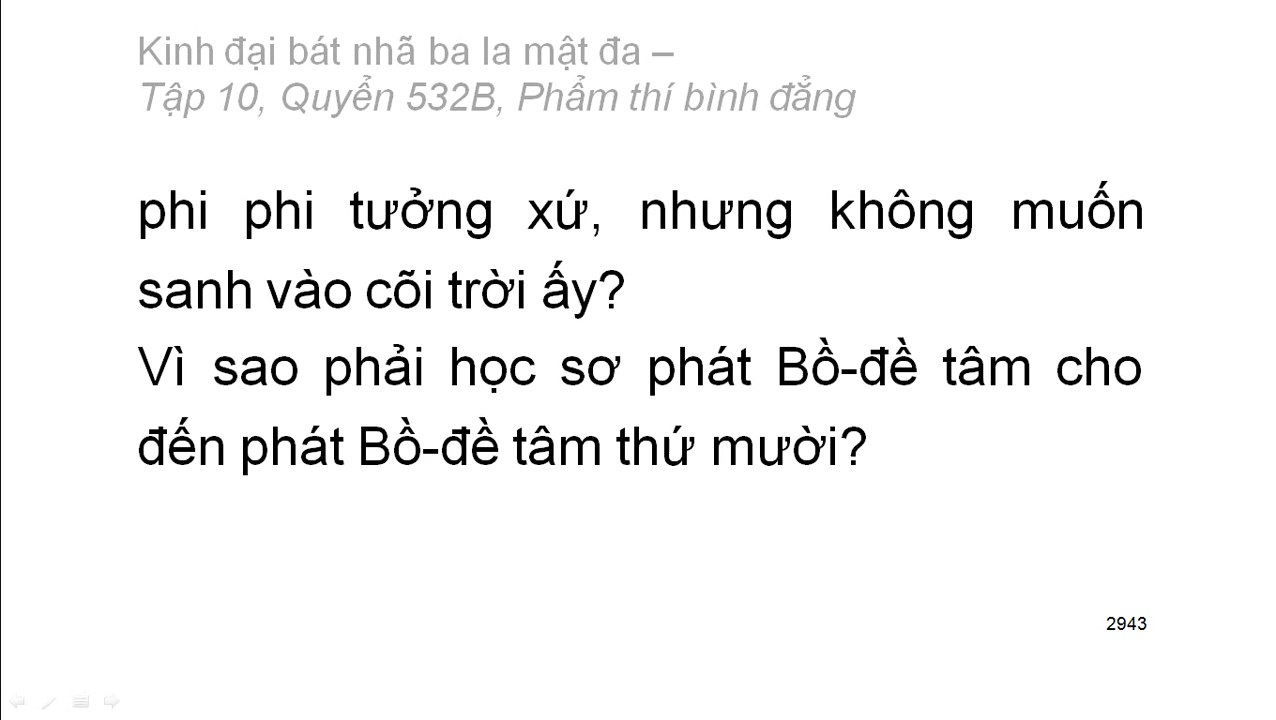 Kinh đại bát nhã ba la mật đa –
Tập 10, Quyển 532B, Phẩm thí bình đẳng
phi phi tưởng xứ, nhưng không muốn
sanh vào cõi trời ấy?
Vì sao phải học sơ phát Bồ-đề tâm cho
đến phát Bồ-đề tâm thứ mười?
2943